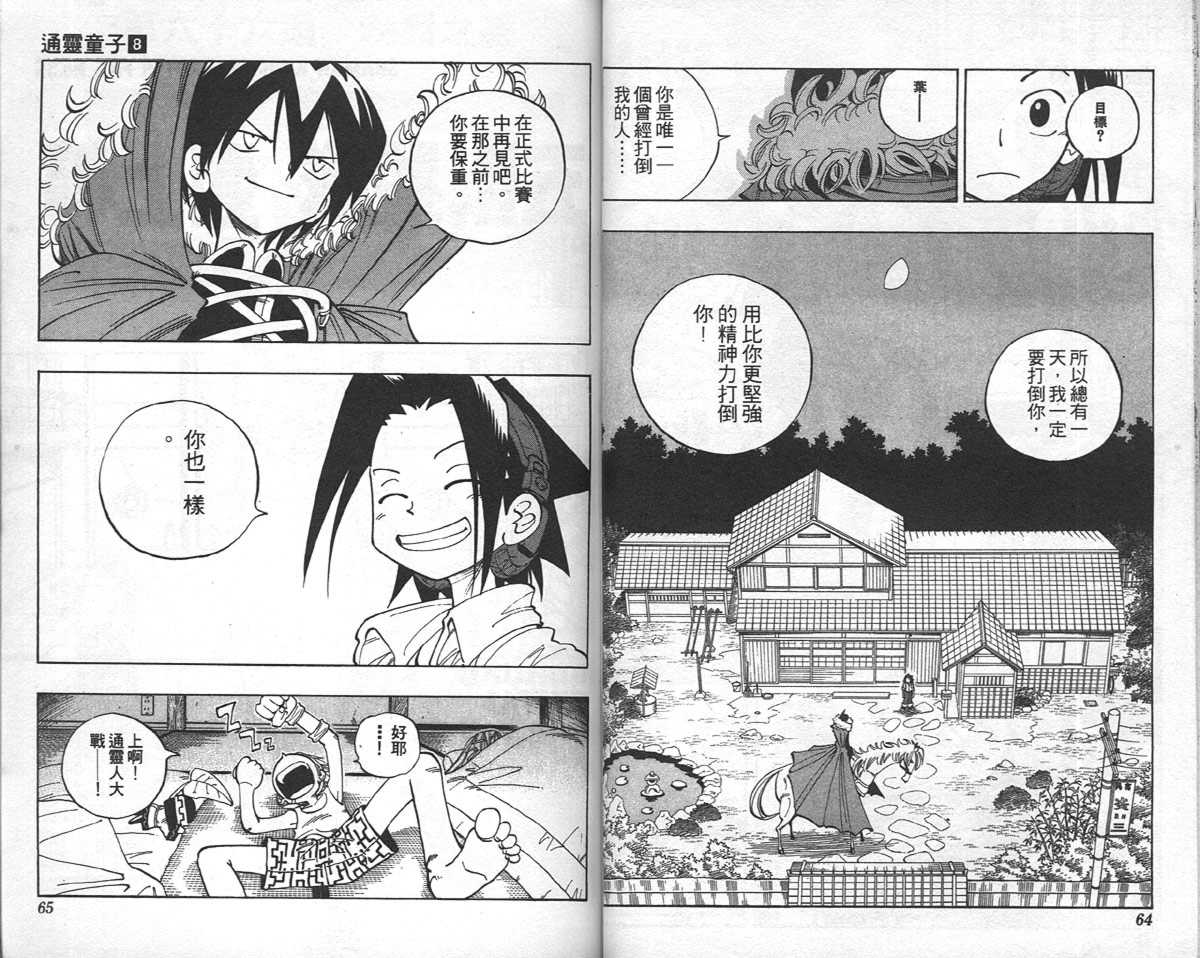 目標？
葉——
你是唯一一
個曾經打倒
我的人……
所以總有一
天，我一定
要打倒你，
用比你更堅強
的精神力打倒
你！
64
通靈童子8
在正式比賽
中再見吧。
在那之前…
你要保重。
你也一樣
。
好耶
…！
ZZZZ
上啊！
通靈人大
戰——！
65